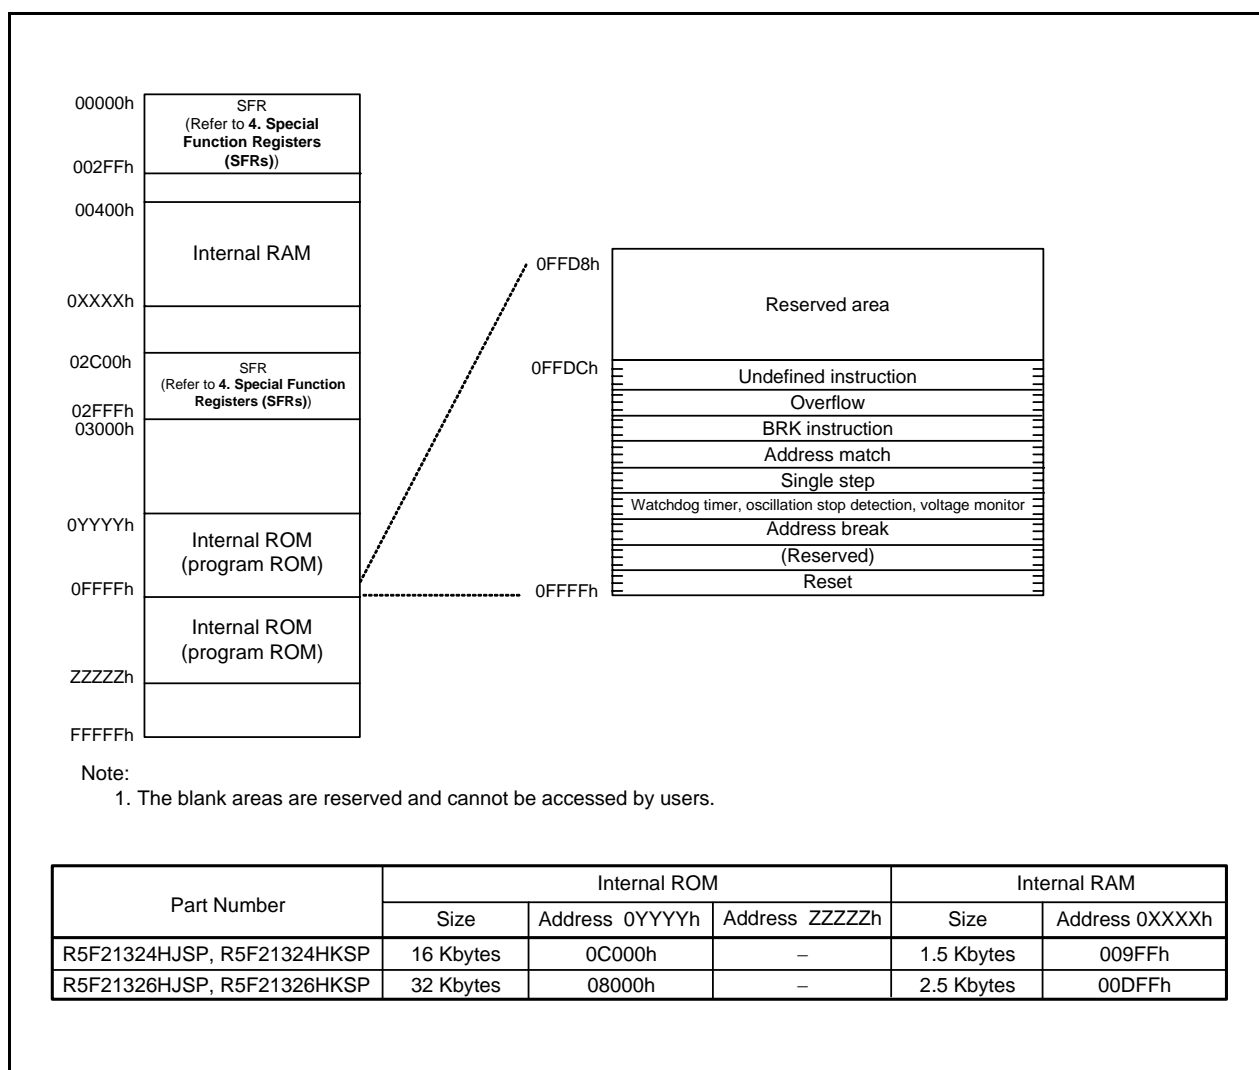 00000h
SFR
(Refer to 4. Special
Function Registers
(SFRs))
002FFh
00400h
Internal RAM
0XXXXh
02C00h
SFR
(Refer to 4. Special Function
Registers (SFRs))
02FFFh
03000h
0YYYYh
Internal ROM
(program ROM)
0FFFFh
Internal ROM
(program ROM)
ZZZZZh
FFFFFh
0FFD8h
Reserved area
0FFDCh
Undefined instruction
Overflow
BRK instruction
Address match
Single step
Watchdog timer, oscillation stop detection, voltage monitor
Address break
(Reserved)
Reset
0FFFFh
Note:
1. The blank areas are reserved and cannot be accessed by users.
Part Number Internal ROM Internal RAM
Size Address 0YYYYh Address ZZZZZh Size Address 0XXXXh
R5F21324HJSP, R5F21324HKSP 16 Kbytes 0C000h – 1.5 Kbytes 009FFh
R5F21326HJSP, R5F21326HKSP 32 Kbytes 08000h – 2.5 Kbytes 00DFFh